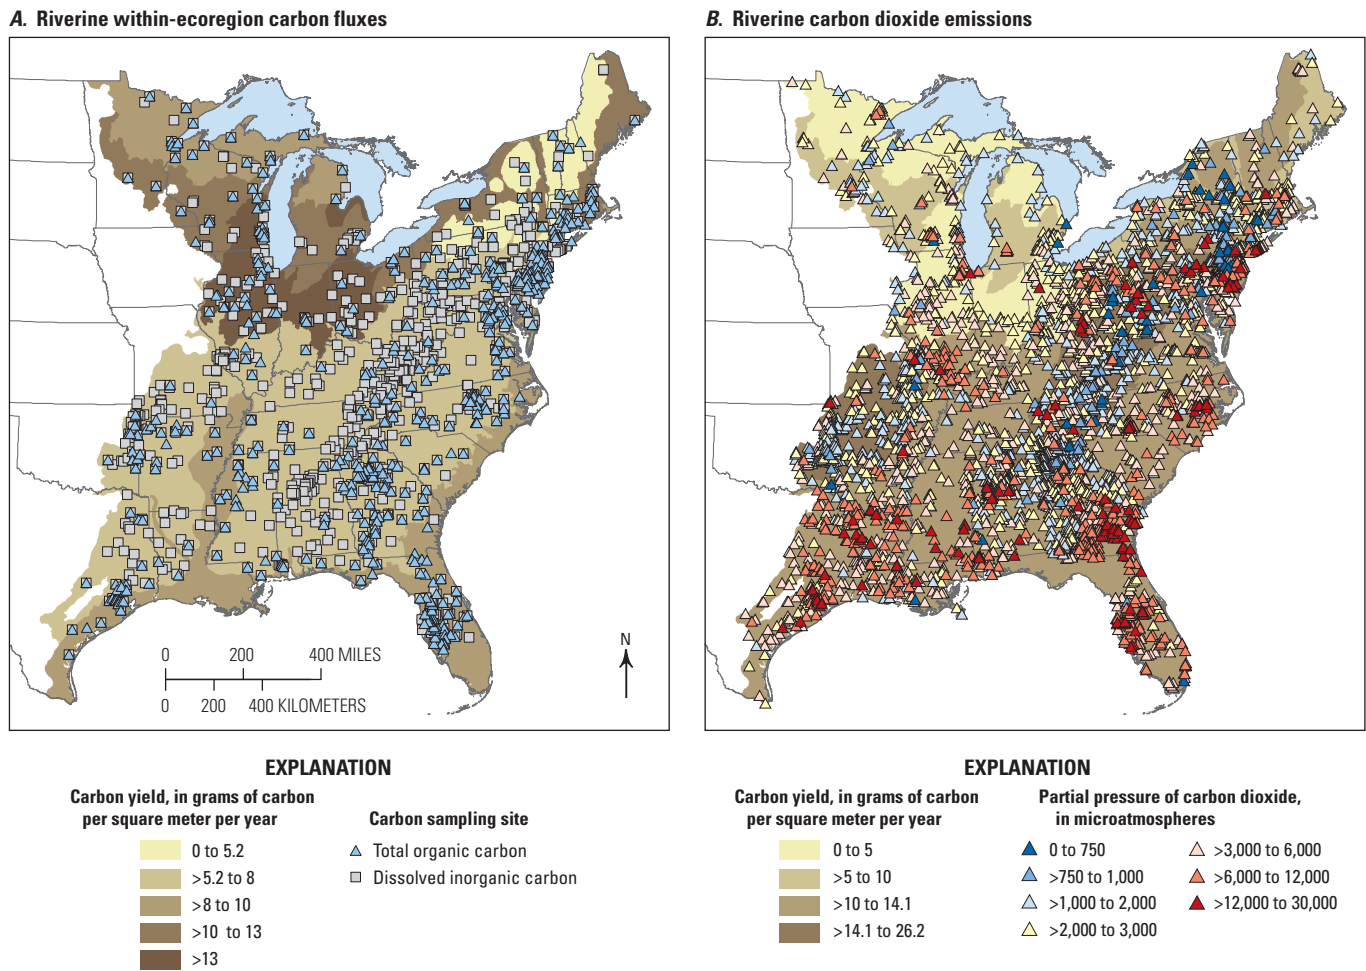 A. Riverine within-ecoregion carbon fluxes
B. Riverine carbon dioxide emissions
N
0 200 400 MILES
0 200 400 KILOMETERS
EXPLANATION
Carbon yield, in grams of carbon
per square meter per year
0 to 5.2
>5.2 to 8
>8 to 10
>10 to 13
>13
Carbon sampling site
Total organic carbon
Dissolved inorganic carbon
EXPLANATION
Carbon yield, in grams of carbon
per square meter per year
0 to 5
>5 to 10
>10 to 14.1
>14.1 to 26.2
Partial pressure of carbon dioxide,
in microatmospheres
0 to 750
>750 to 1,000
>1,000 to 2,000
>2,000 to 3,000
>3,000 to 6,000
>6,000 to 12,000
>12,000 to 30,000